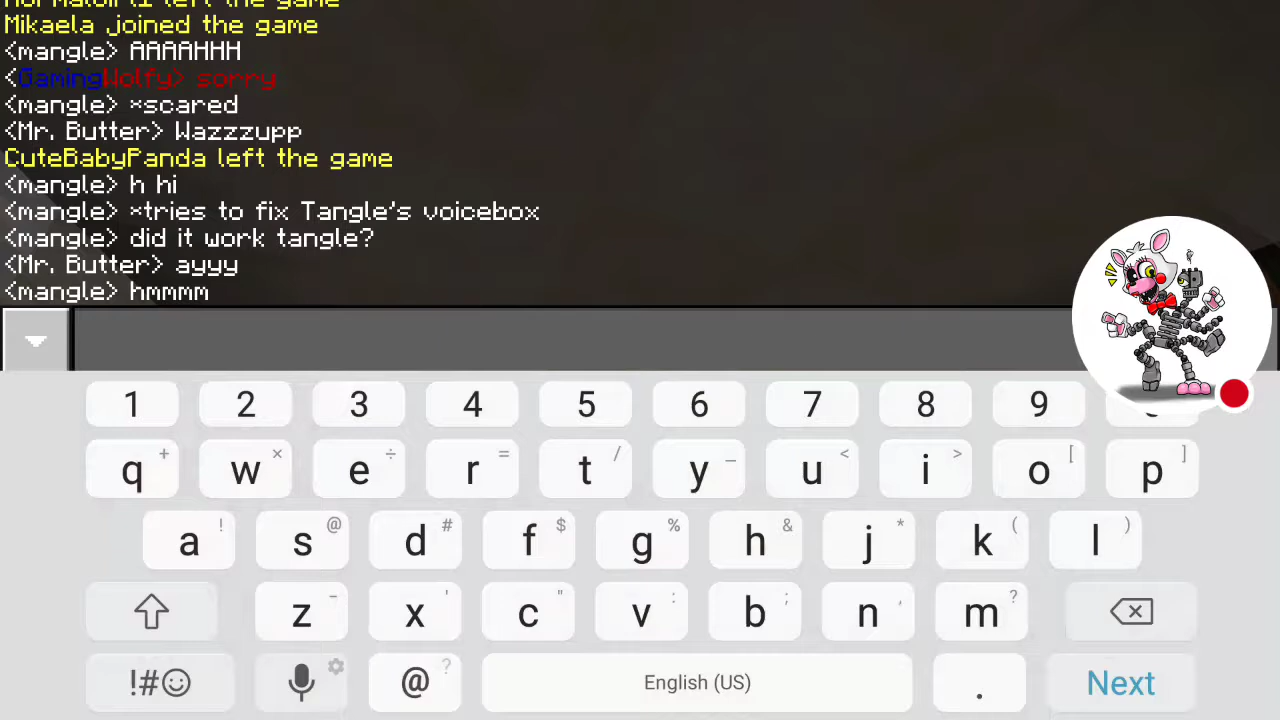 Mikaela joined the game
<mangle> AAAAHHH
<GamingWolfy> sorry
<mangle> *scared
<Mr. Butter> Wazzzupp
CuteBabyPanda left the game
<mangle> h hi
<mangle> *tries to fix Tangle's voicebox
<mangle> did it work tangle?
<Mr. Butter> ayyy
<mangle> hmmmm
1 2 3 4 5 6 7 8 9
q + w × e ÷ r = t / y _ u < i > o [ p ]
a ! s @ d # f $ g % h & j * k ( l )
z - x ' c " v : b ; n , m ?
!#☺ @ ? English (US) . Next